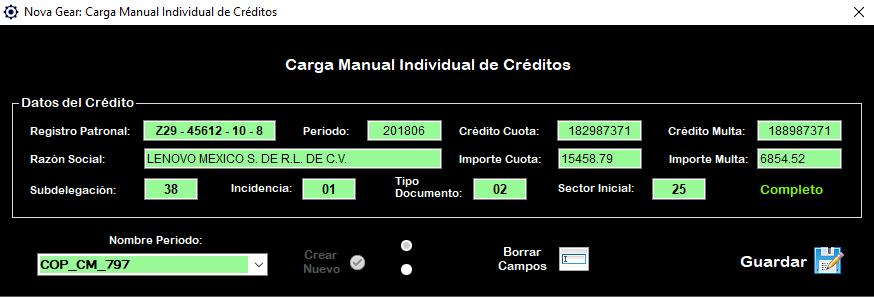 Nova Gear: Carga Manual Individual de Créditos
Carga Manual Individual de Créditos
Datos del Crédito
Registro Patronal: Z29 - 45612 - 10 - 8 Periodo: 201806 Crédito Cuota: 182987371 Crédito Multa: 188987371
Razón Social: LENOVO MEXICO S. DE R.L. DE C.V. Importe Cuota: 15458.79 Importe Multa: 6854.52
Subdelegación: 38 Incidencia: 01 Tipo Documento: 02 Sector Inicial: 25 Completo
Nombre Periodo:
COP_CM_797
Crear
Nuevo
Borrar
Campos
Guardar